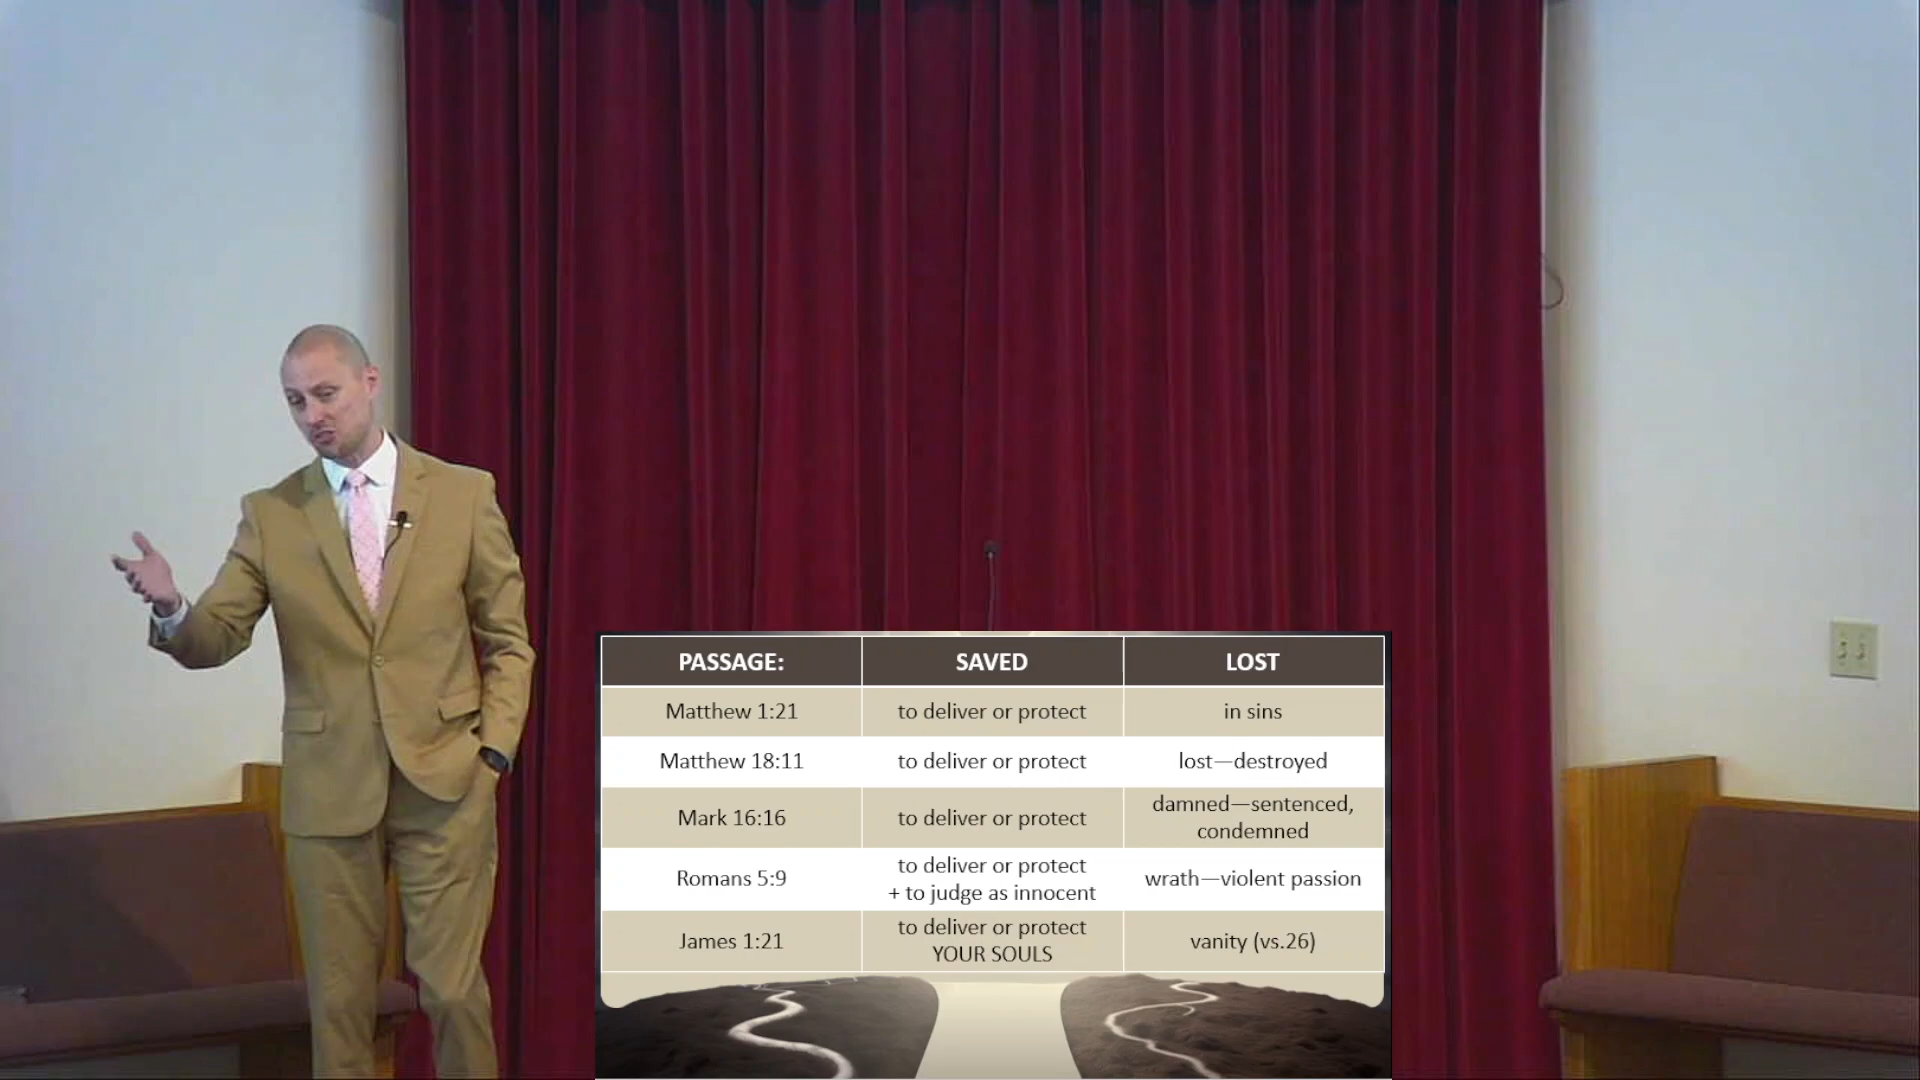 PASSAGE: SAVED LOST
Matthew 1:21 to deliver or protect in sins
Matthew 18:11 to deliver or protect lost—destroyed
Mark 16:16 to deliver or protect damned—sentenced,
condemned
Romans 5:9 to deliver or protect
+ to judge as innocent wrath—violent passion
James 1:21 to deliver or protect
YOUR SOULS vanity (vs.26)